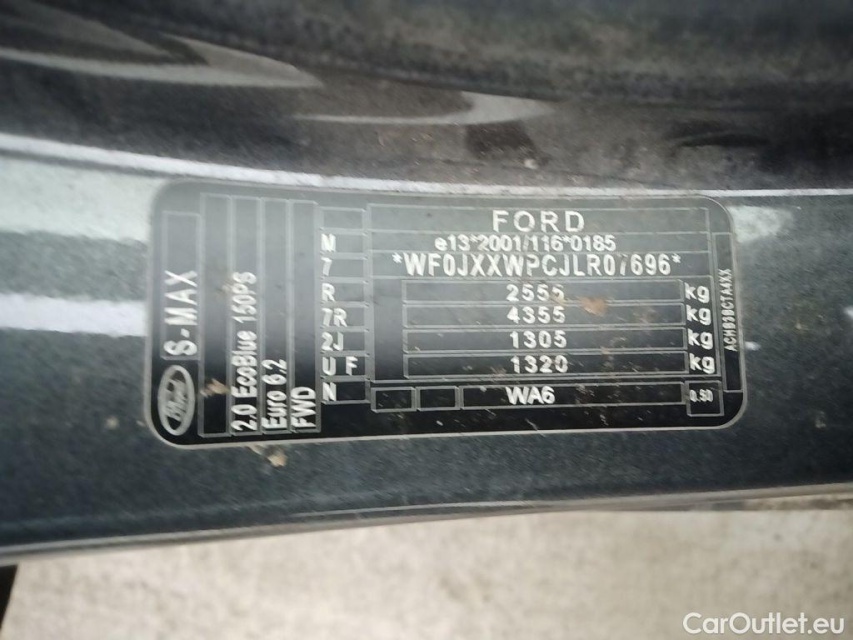 FORD
e13*2001/116*0185
*WF0JXXWPCJLR07696*
2555 kg
4355 kg
1305 kg
1320 kg
WA6
0.50
M
7
R
7R
2J
U F
N
Ford
S-MAX
2.0 EcoBlue 150PS
Euro 6.2
FWD
CarOutlet.eu